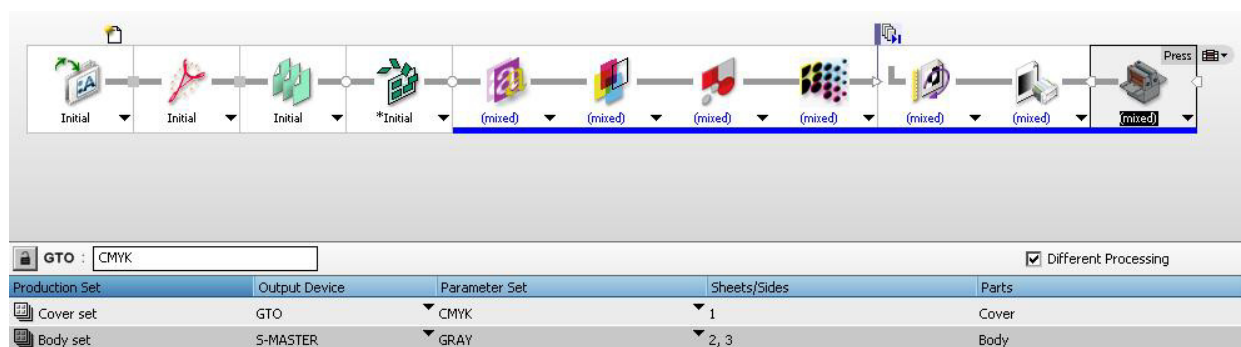 Press
Initial Initial Initial *Initial (mixed) (mixed) (mixed) (mixed) (mixed) (mixed) (mixed)
GTO : CMYK Different Processing
Production Set Output Device Parameter Set Sheets/Sides Parts
Cover set GTO CMYK 1 Cover
Body set S-MASTER GRAY 2, 3 Body